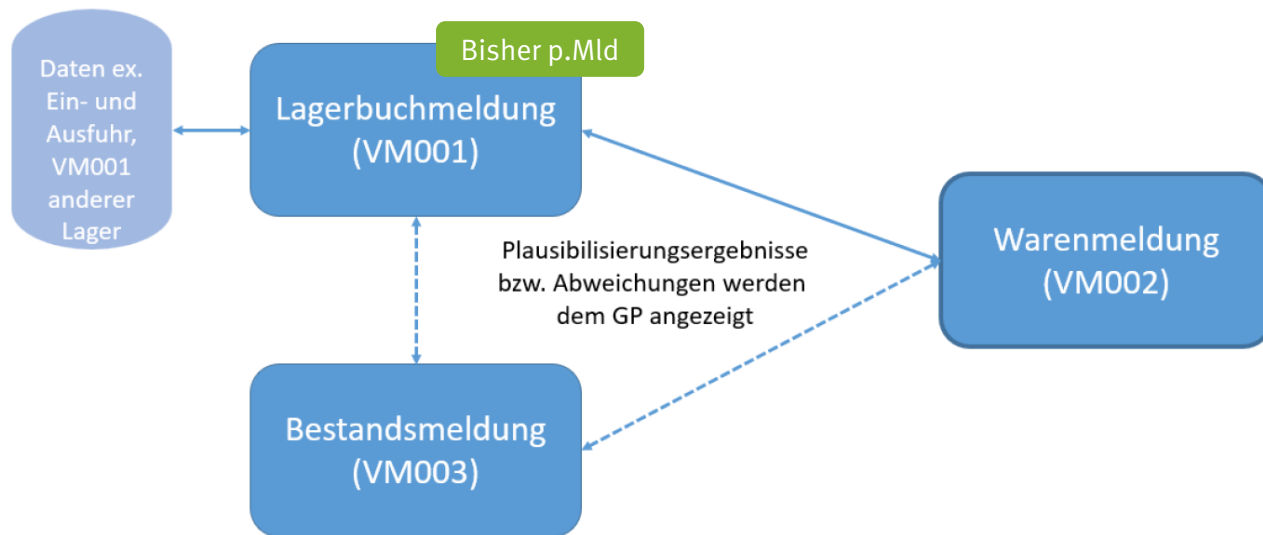 Daten ex.
Ein- und
Ausfuhr,
VM001
anderer
Lager
Bisher p.Mld
Lagerbuchmeldung
(VM001)
Plausibilisierungsergebnisse
bzw. Abweichungen werden
dem GP angezeigt
Warenmeldung
(VM002)
Bestandsmeldung
(VM003)